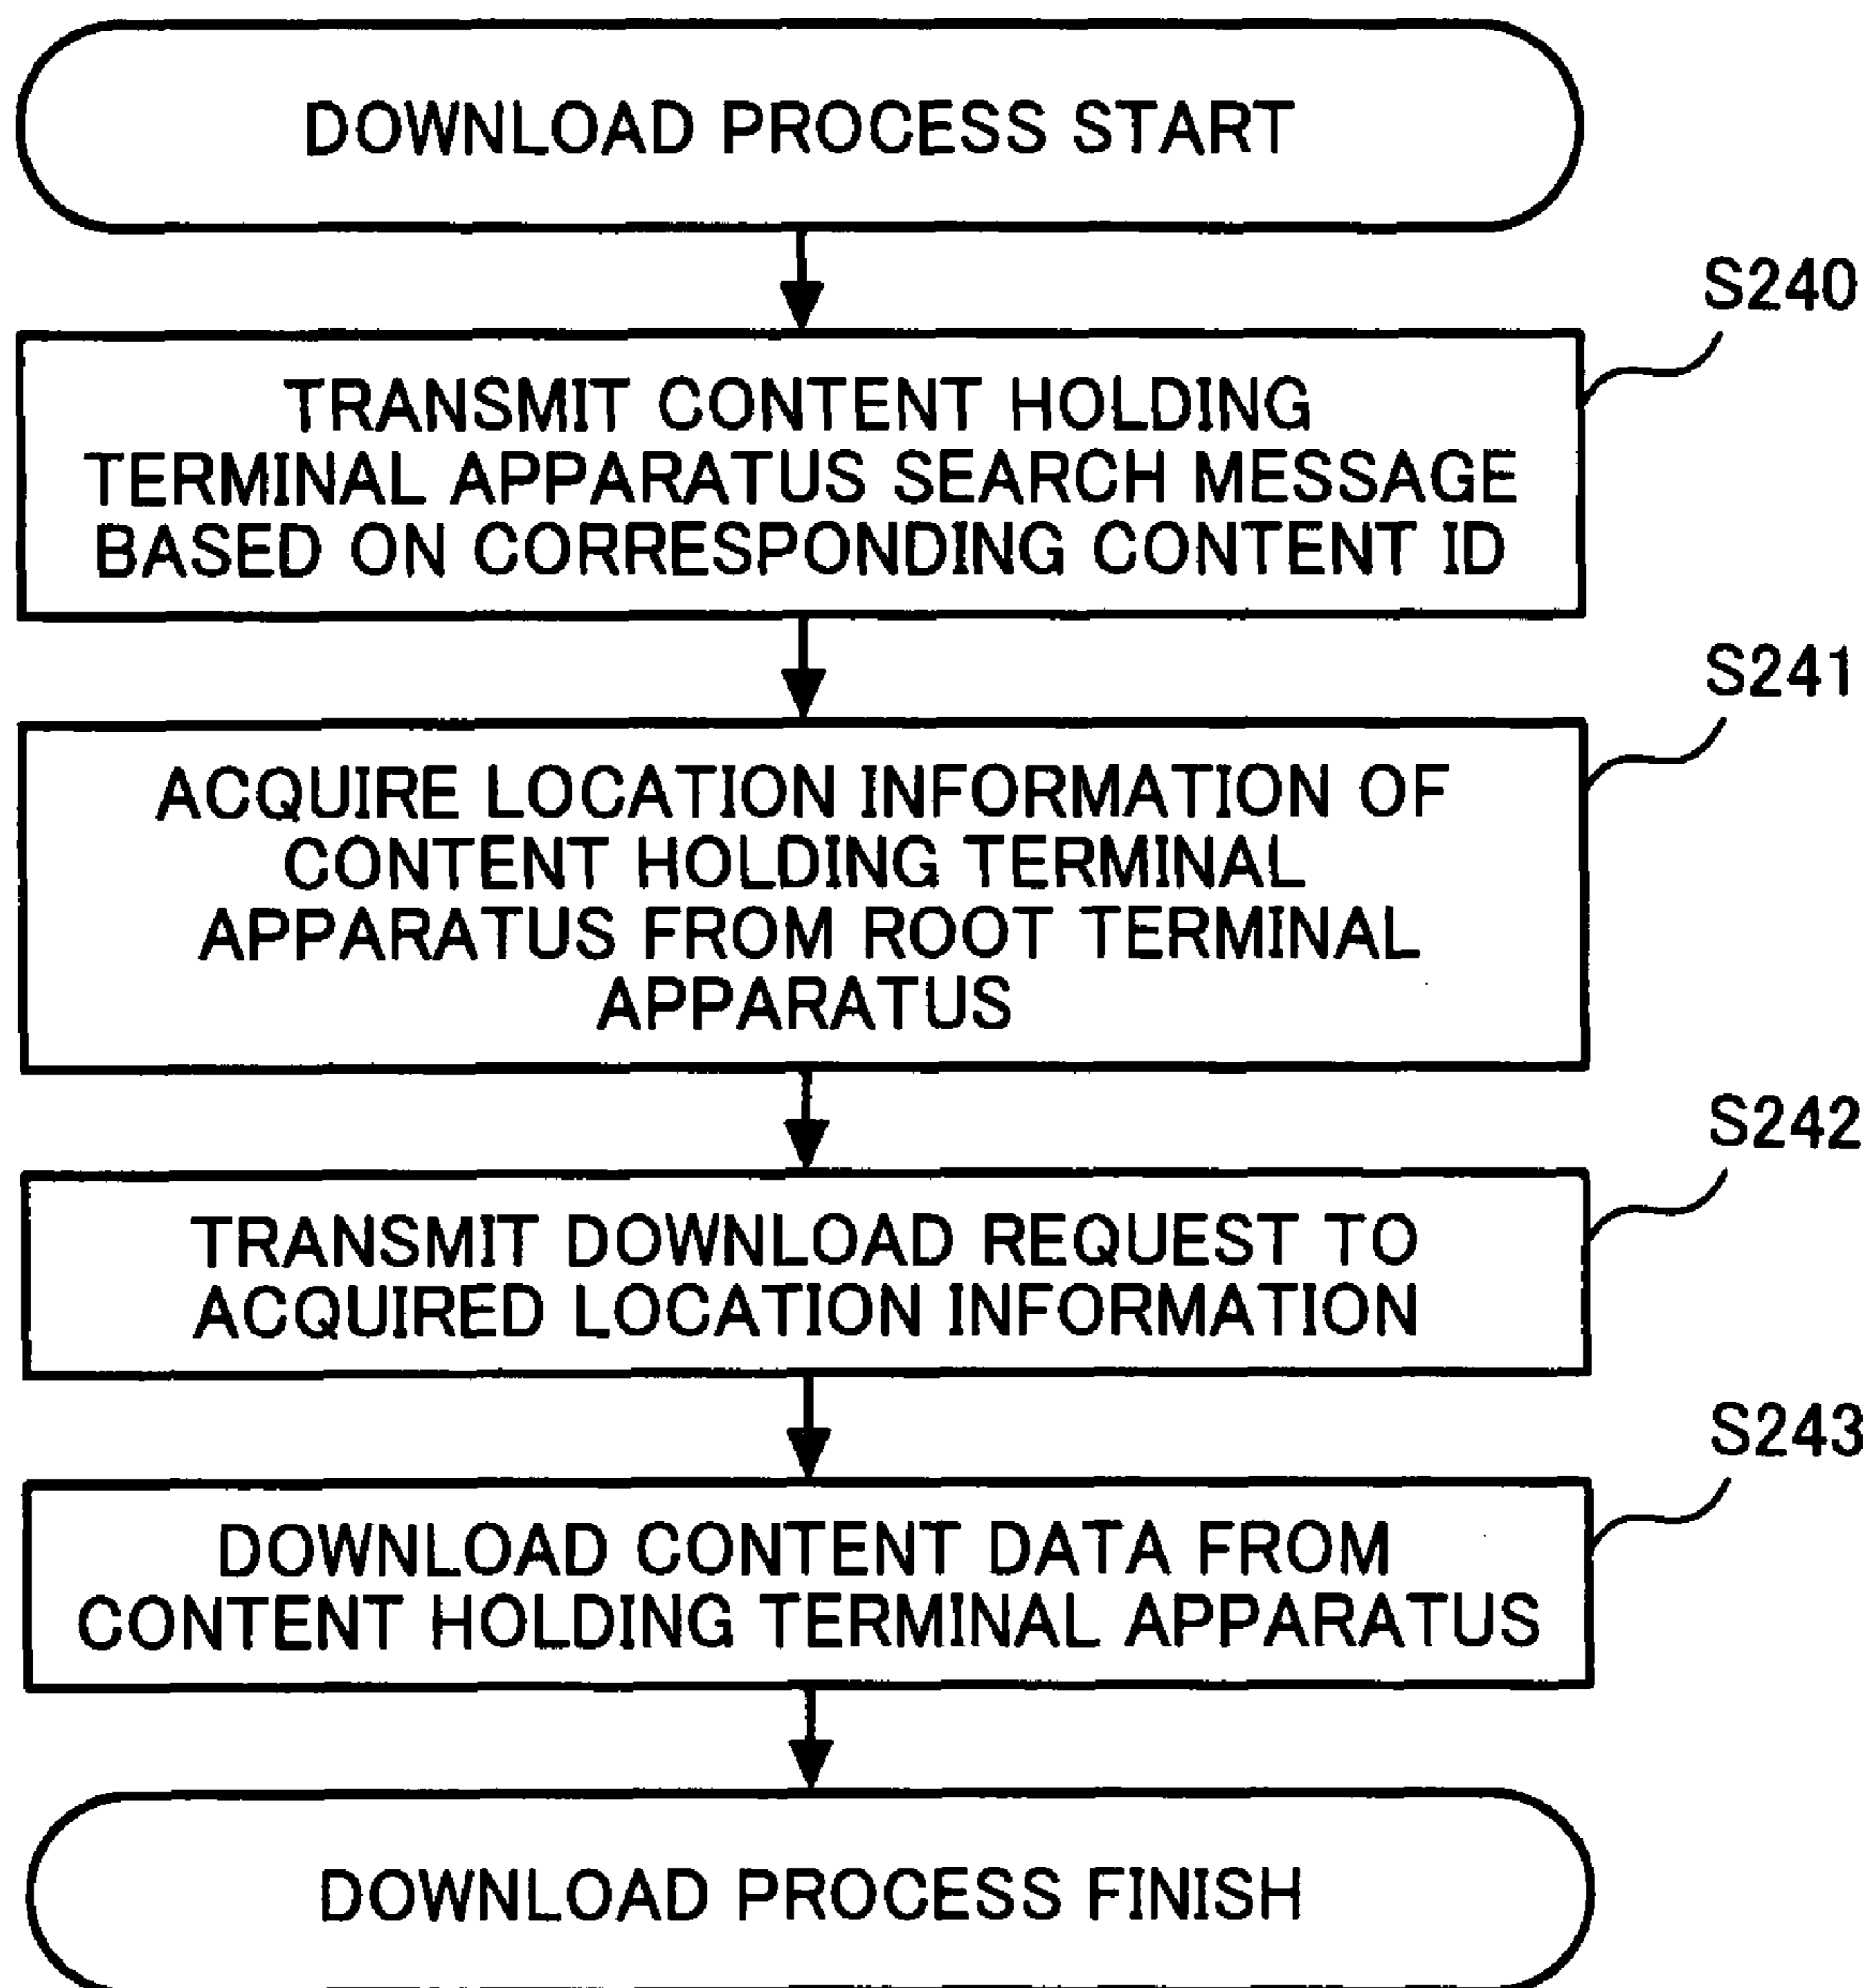 DOWNLOAD PROCESS START
S240
TRANSMIT CONTENT HOLDING
TERMINAL APPARATUS SEARCH MESSAGE
BASED ON CORRESPONDING CONTENT ID
S241
ACQUIRE LOCATION INFORMATION OF
CONTENT HOLDING TERMINAL
APPARATUS FROM ROOT TERMINAL
APPARATUS
S242
TRANSMIT DOWNLOAD REQUEST TO
ACQUIRED LOCATION INFORMATION
S243
DOWNLOAD CONTENT DATA FROM
CONTENT HOLDING TERMINAL APPARATUS
DOWNLOAD PROCESS FINISH